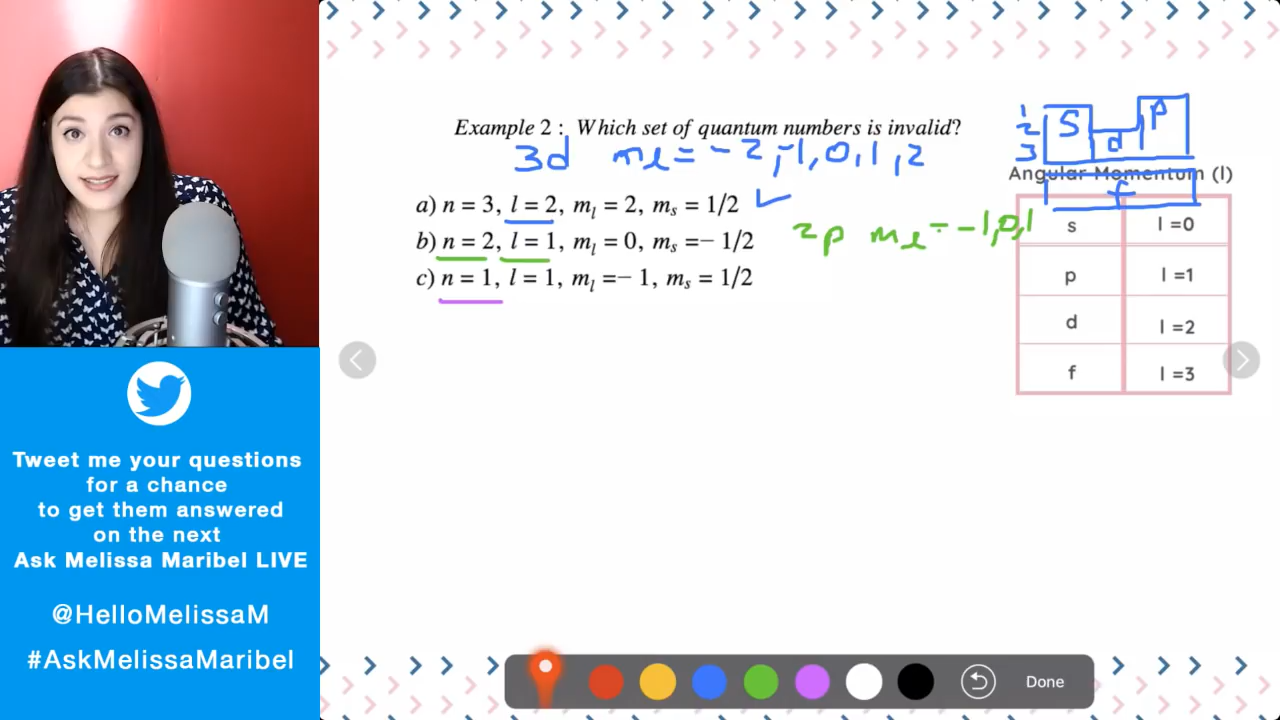 Example 2 : Which set of quantum numbers is invalid?
3d mℓ = -2, -1, 0, 1, 2
a) n = 3, l = 2, mₗ = 2, mₛ = 1/2 ✓
b) n = 2, l = 1, mₗ = 0, mₛ = − 1/2
2p mℓ = -1, 0, 1
c) n = 1, l = 1, mₗ = − 1, mₛ = 1/2
1
2
3
S
d
p
f
Angular Momentum (l)
s l =0
p l =1
d l =2
f l =3
Tweet me your questions
for a chance
to get them answered
on the next
Ask Melissa Maribel LIVE
@HelloMelissaM
#AskMelissaMaribel
Done